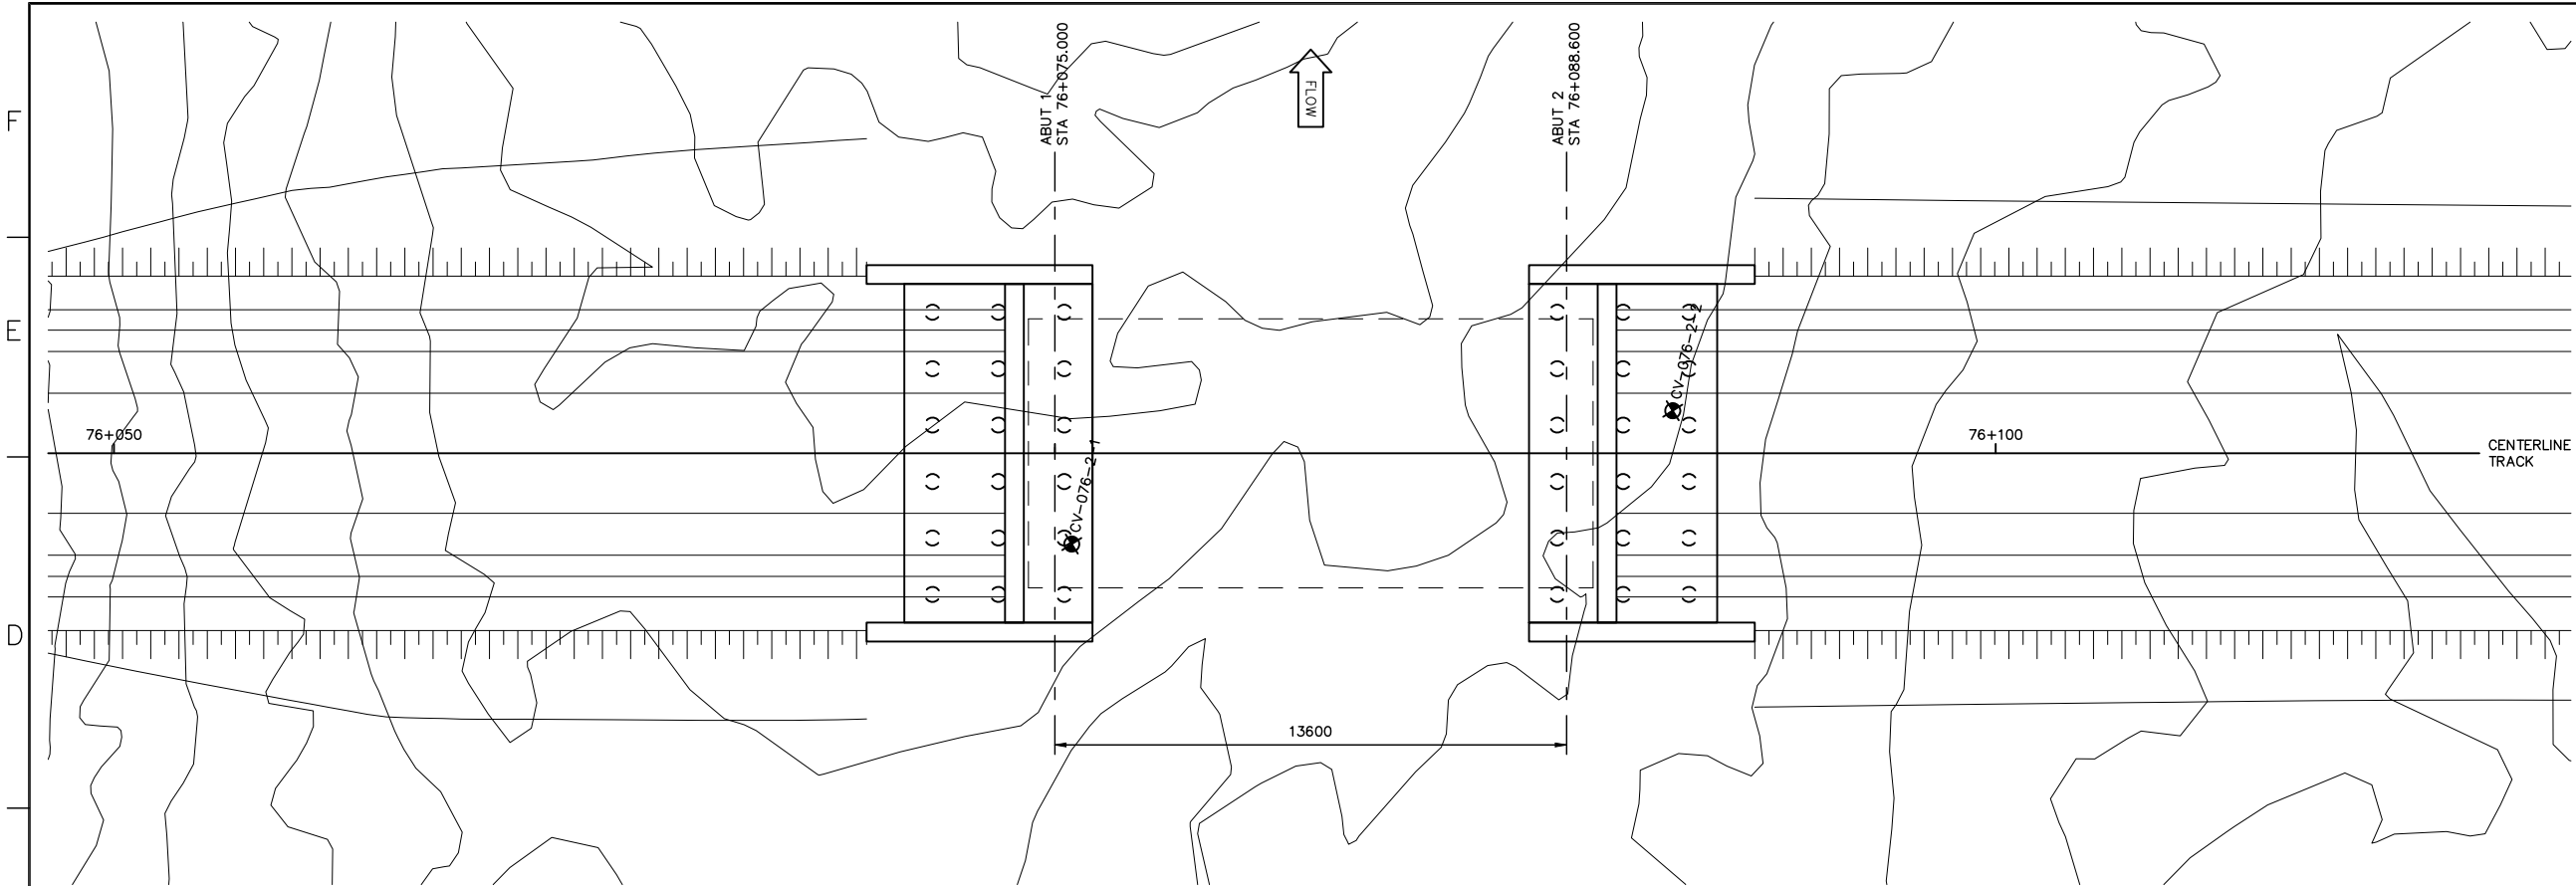 F
E
D
ABUT 1
STA 76+075.000
FLOW
ABUT 2
STA 76+088.600
CV-076-2-2
76+050
CV-076-2-1
76+100
CENTERLINE
TRACK
13600